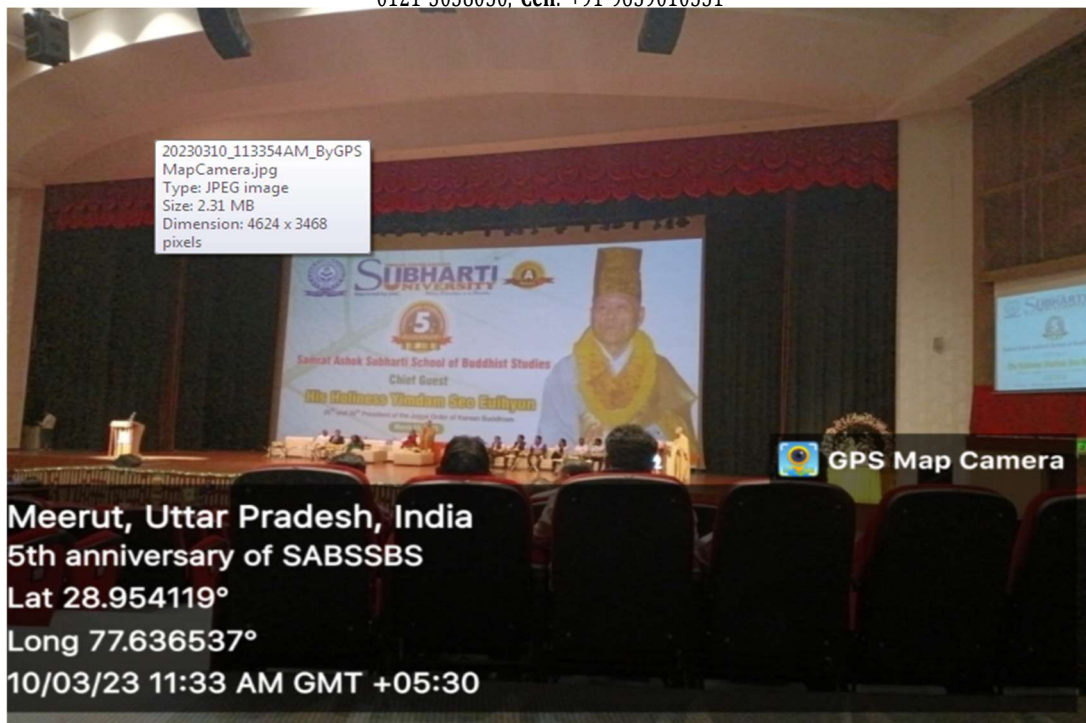 0121-3058030, Cell: +91-9639010531
20230310_113354AM_ByGPS
MapCamera.jpg
Type: JPEG image
Size: 2.31 MB
Dimension: 4624 x 3468
pixels
SUBHARTI
UNIVERSITY
A
5
Samrat Ashok Subharti School of Buddhist Studies
Chief Guest
His Holiness Yimdam Seo Euihyun
SUBHARTI
GPS Map Camera
Meerut, Uttar Pradesh, India
5th anniversary of SABSSBS
Lat 28.954119°
Long 77.636537°
10/03/23 11:33 AM GMT +05:30